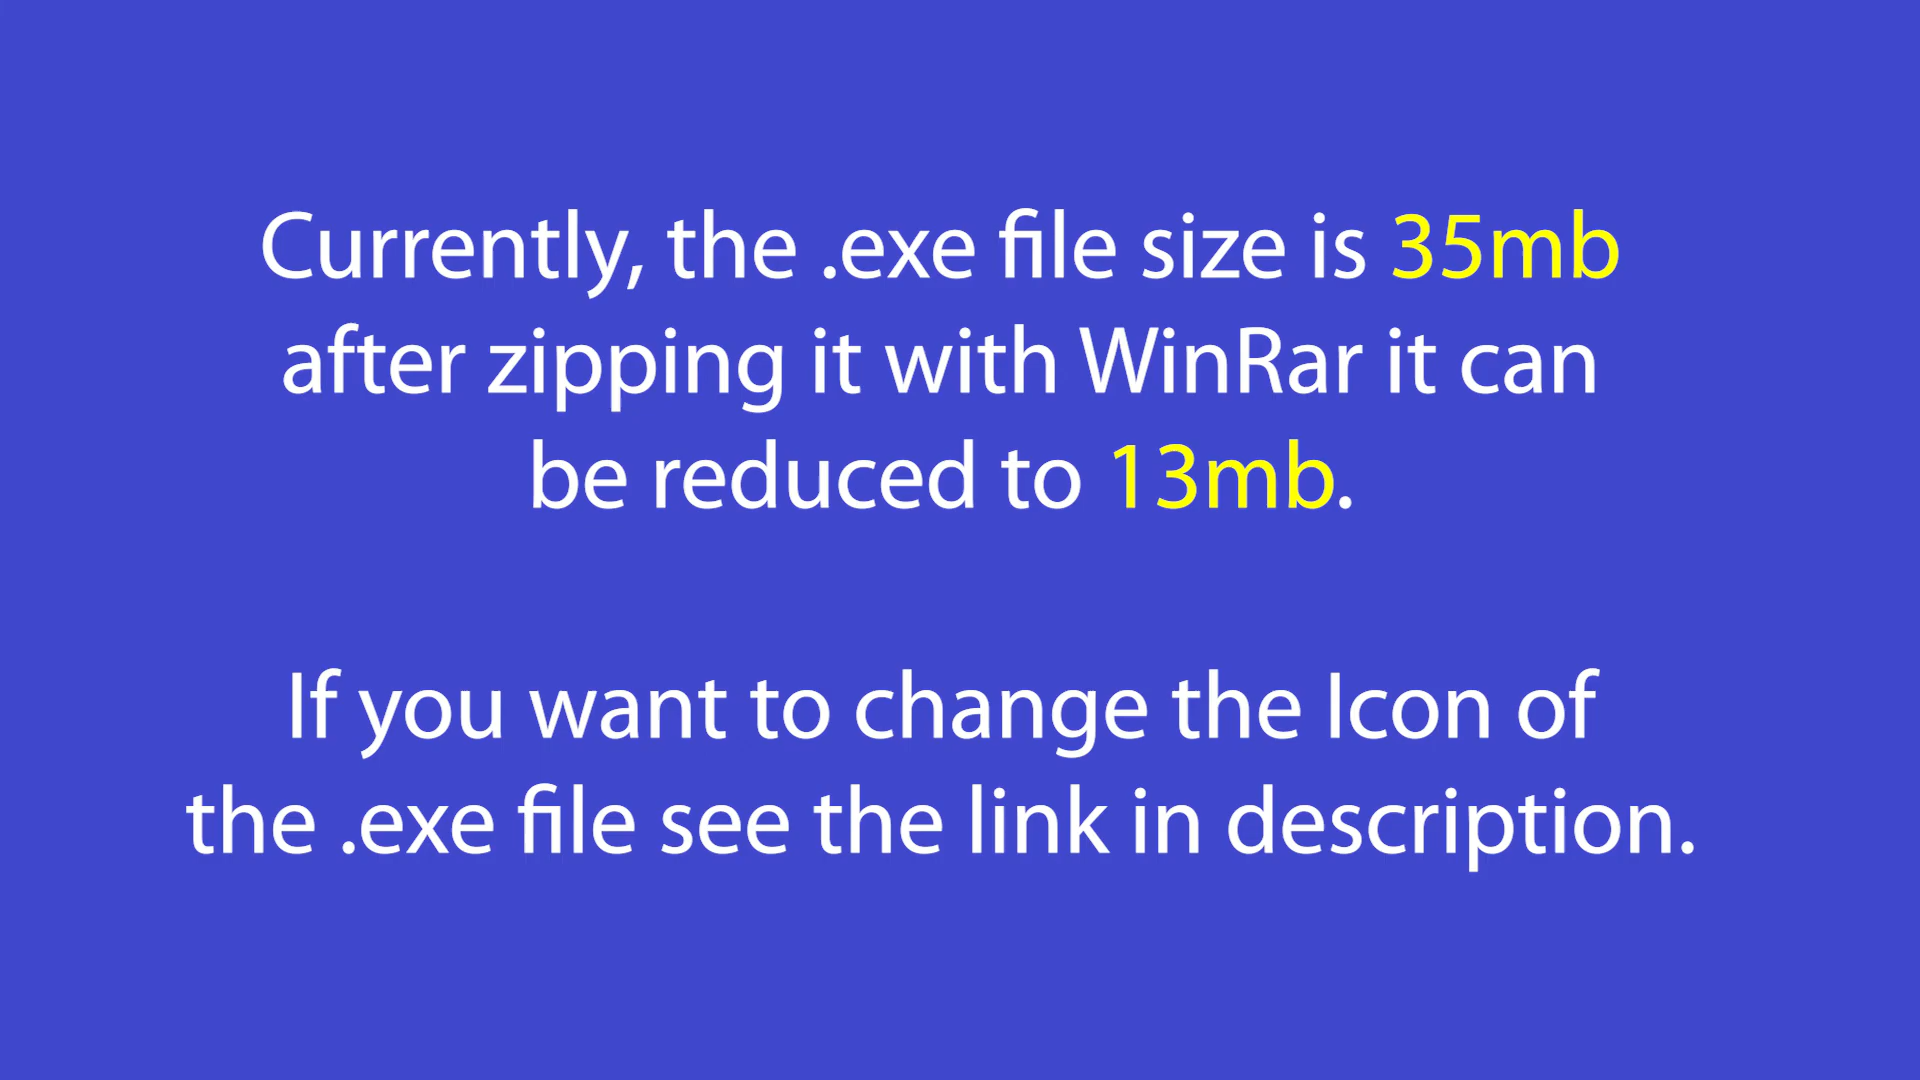 Currently, the .exe file size is 35mb
after zipping it with WinRar it can
be reduced to 13mb.
If you want to change the Icon of
the .exe file see the link in description.